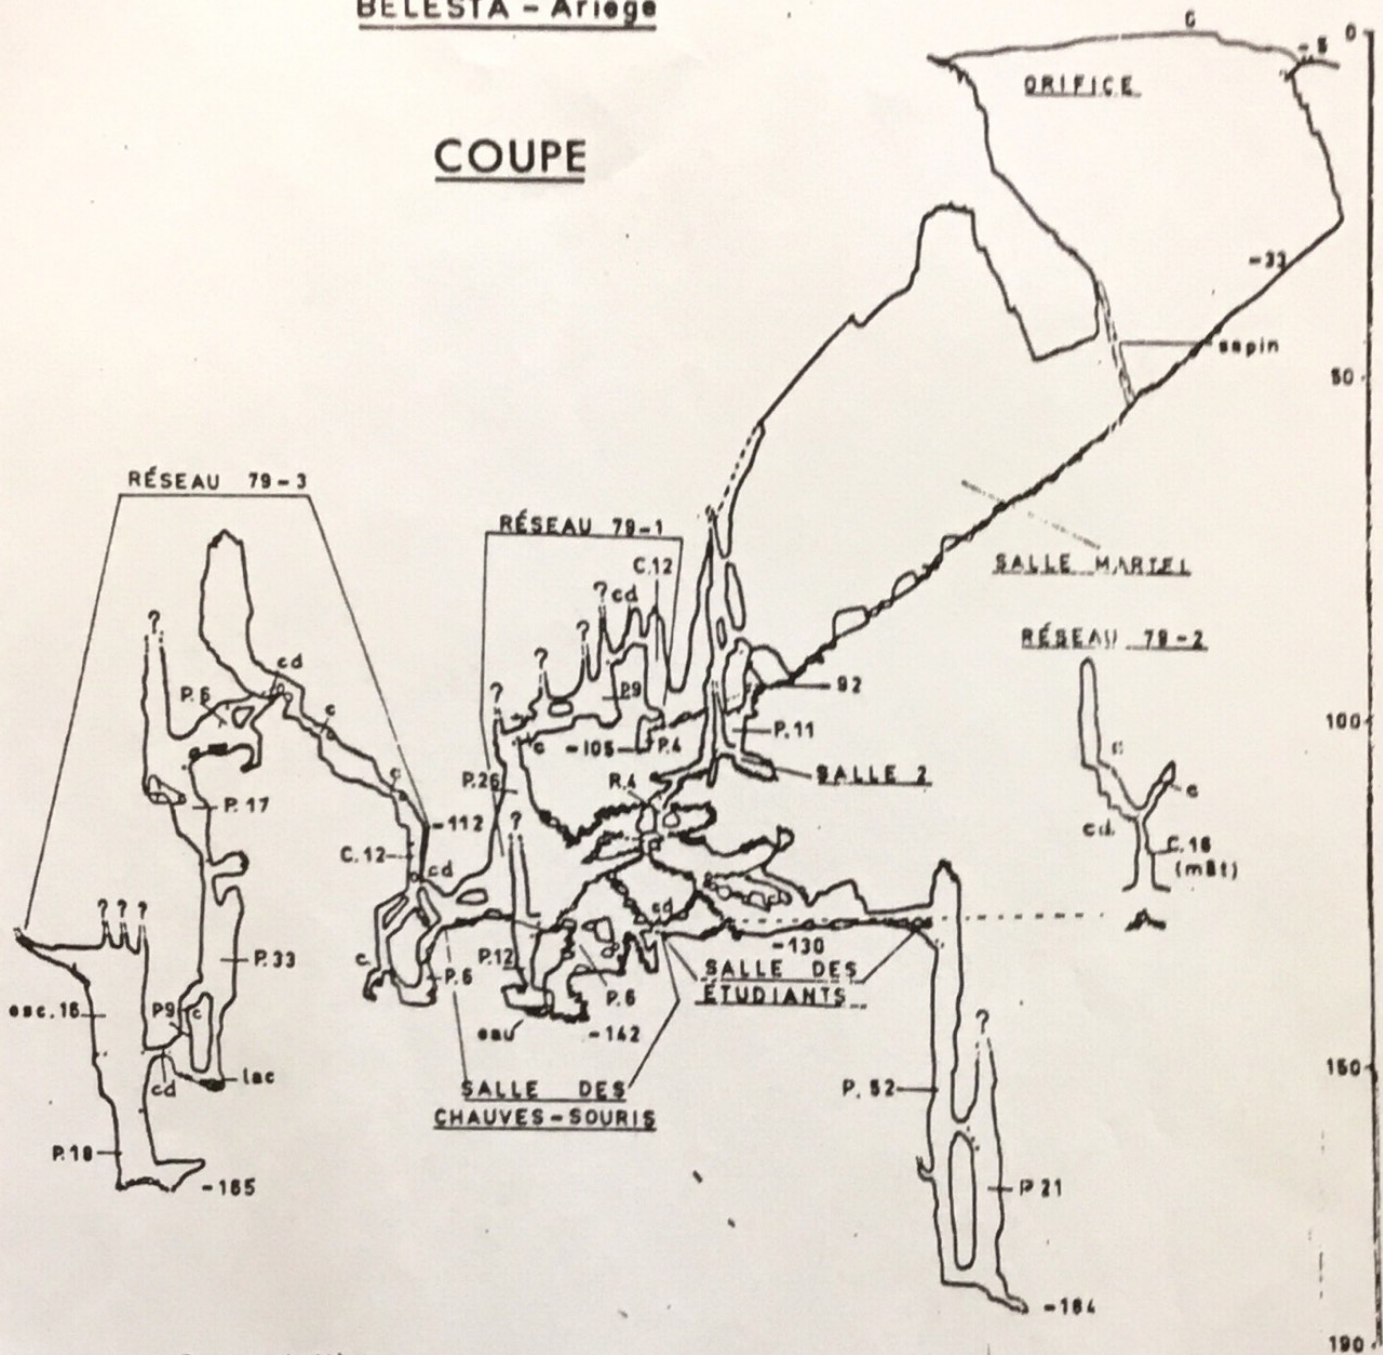 BELESTA - Ariège
COUPE
0
0
-5
ORIFICE
-33
sapin
50
RÉSEAU 79-3
RÉSEAU 79-1
C.12
SALLE MARTEL
? cd
RÉSEAU 79-2
?
?
?
cd
?
P.5
P9
92
c
100
c
-105
P.4
P.11
c
R.4
SALLE 2
P.26
c
P.17
-112
?
cd.
C.16
(mât)
C.12
cd
? ? ?
cd
-130
c
P.6
P.12
SALLE DES
ÉTUDIANTS
P.33
esc.16
P9
c
P.6
eau
-142
?
150
cd
lac
SALLE DES
CHAUVES-SOURIS
P.52
P.18
-165
P21
-184
190